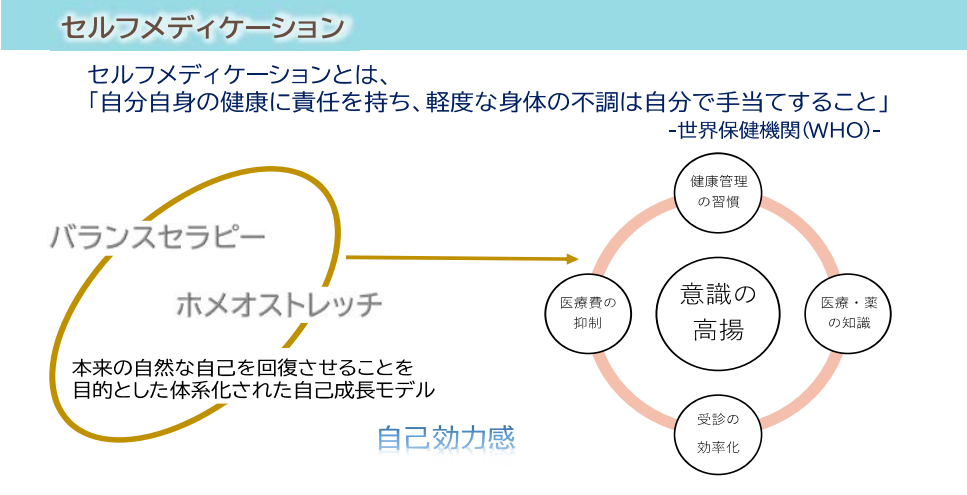 セルフメディケーション
セルフメディケーションとは、
「自分自身の健康に責任を持ち、軽度な身体の不調は自分で手当てすること」
-世界保健機関(WHO)-
バランスセラピー
ホメオストレッチ
本来の自然な自己を回復させることを
目的とした体系化された自己成長モデル
自己効力感
健康管理
の習慣
医療費の
抑制
意識の
高揚
医療・薬
の知識
受診の
効率化